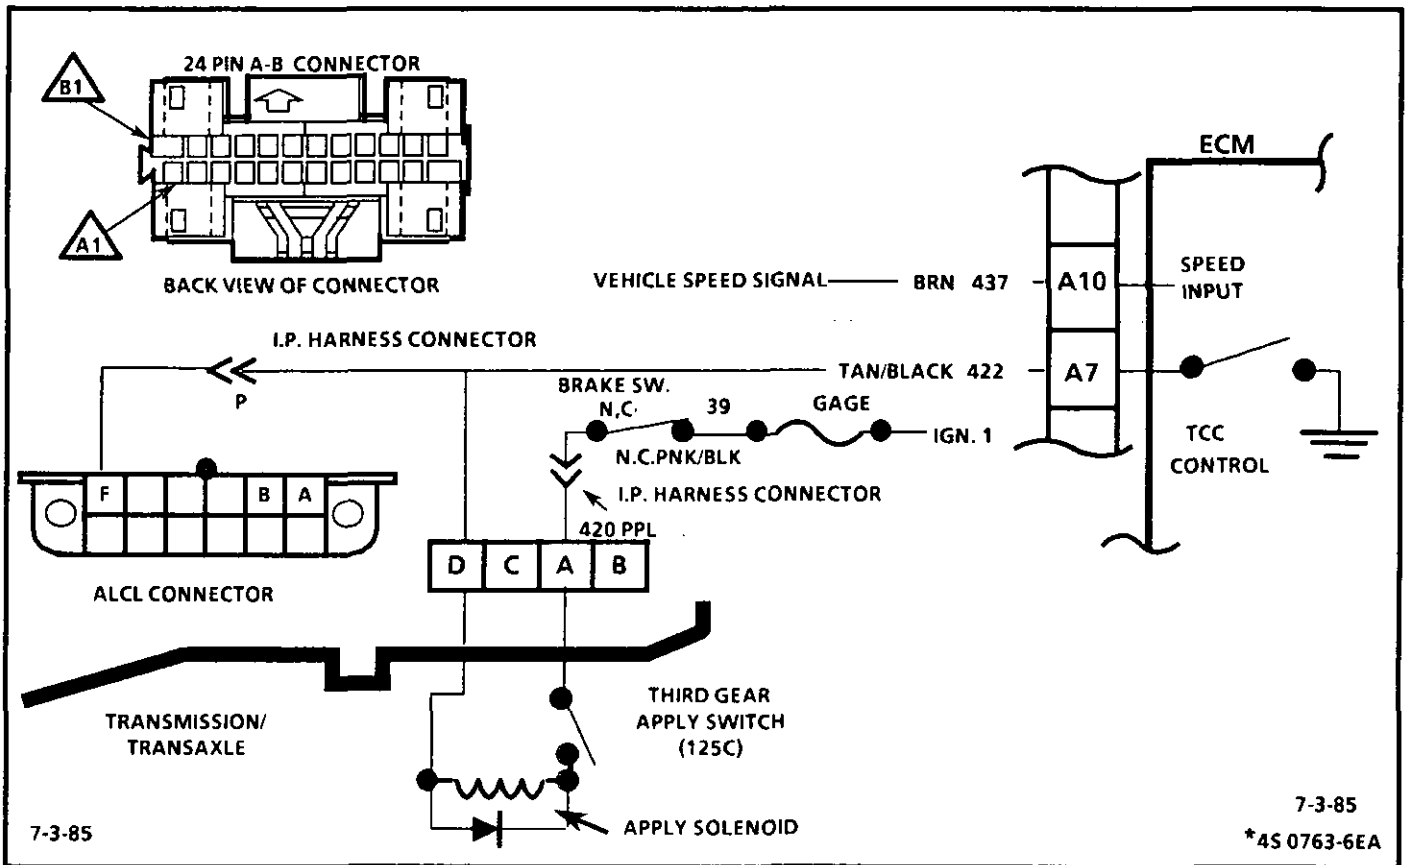 24 PIN A-B CONNECTOR
B1
A1
BACK VIEW OF CONNECTOR
ECM
VEHICLE SPEED SIGNAL
BRN 437
A10
SPEED
INPUT
I.P. HARNESS CONNECTOR
P
TAN/BLACK 422
A7
BRAKE SW.
N,C.
39
GAGE
IGN. 1
N.C.PNK/BLK
TCC
CONTROL
I.P. HARNESS CONNECTOR
420 PPL
F
B
A
ALCL CONNECTOR
D
C
A
B
TRANSMISSION/
TRANSAXLE
THIRD GEAR
APPLY SWITCH
(125C)
APPLY SOLENOID
7-3-85
7-3-85
*4S 0763-6EA